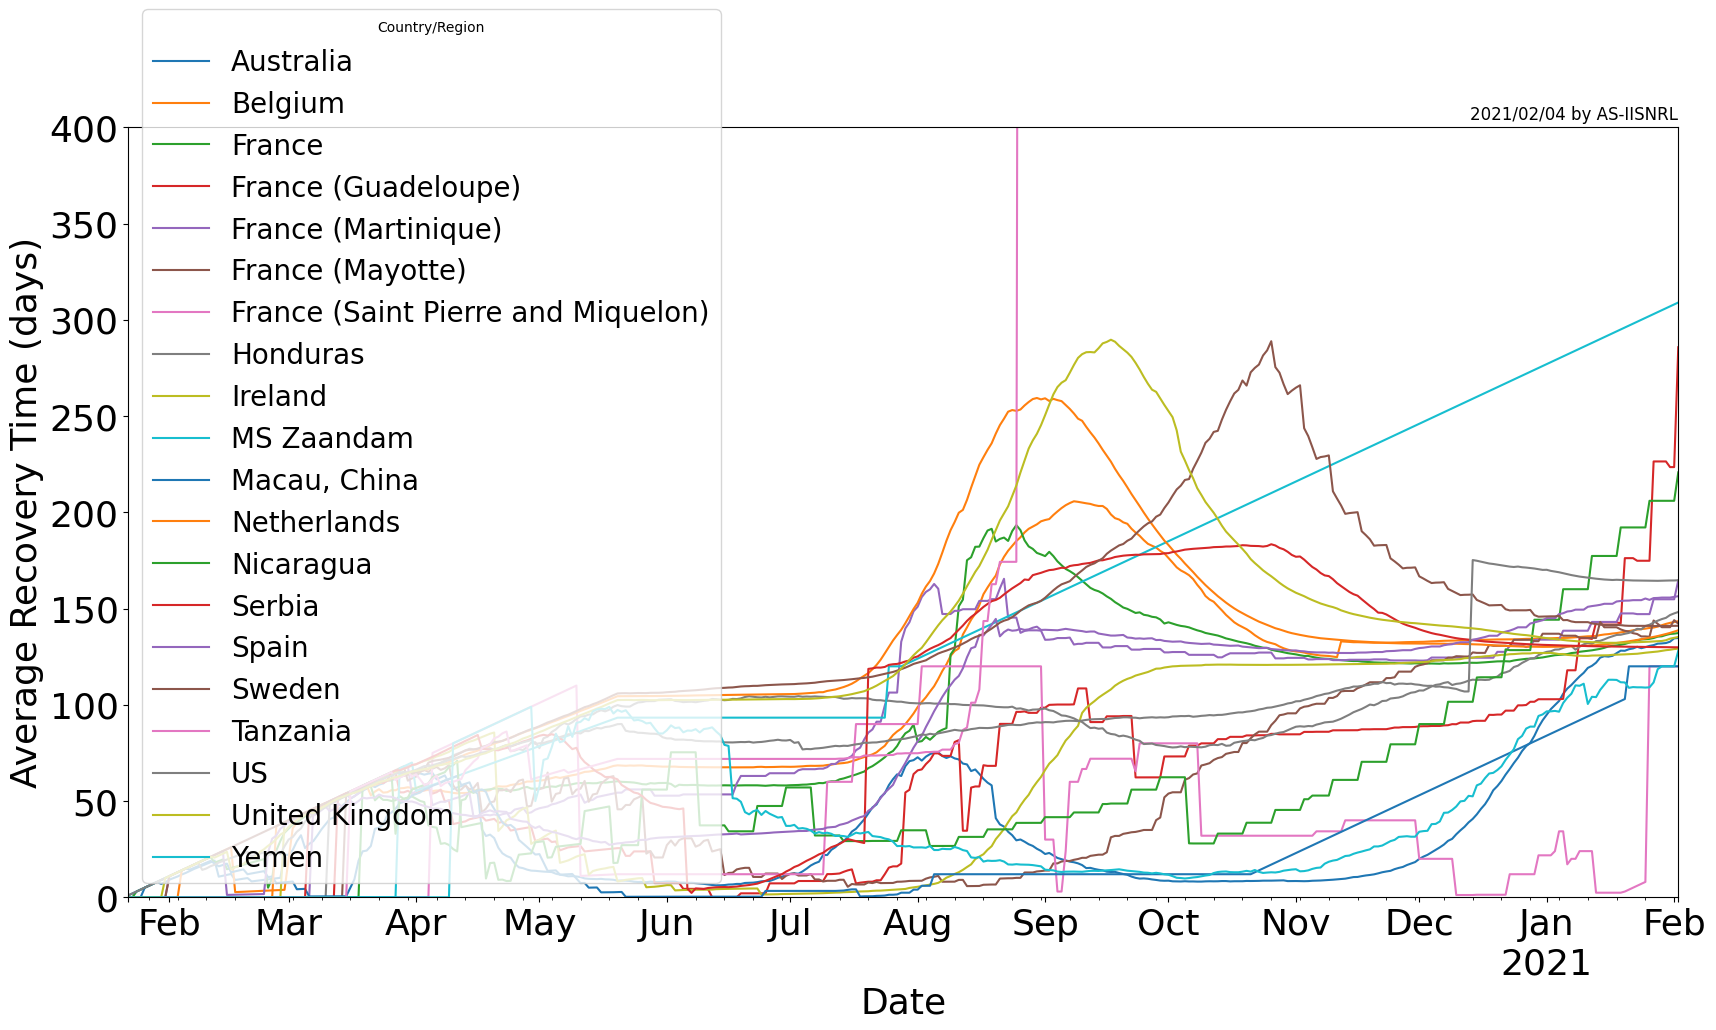 Country/Region
Australia
Belgium
France
France (Guadeloupe)
France (Martinique)
France (Mayotte)
France (Saint Pierre and Miquelon)
Honduras
Ireland
MS Zaandam
Macau, China
Netherlands
Nicaragua
Serbia
Spain
Sweden
Tanzania
US
United Kingdom
Yemen
2021/02/04 by AS-IISNRL
400
350
300
250
200
150
100
50
0
Average Recovery Time (days)
Feb Mar Apr May Jun Jul Aug Sep Oct Nov Dec Jan Feb
2021
Date